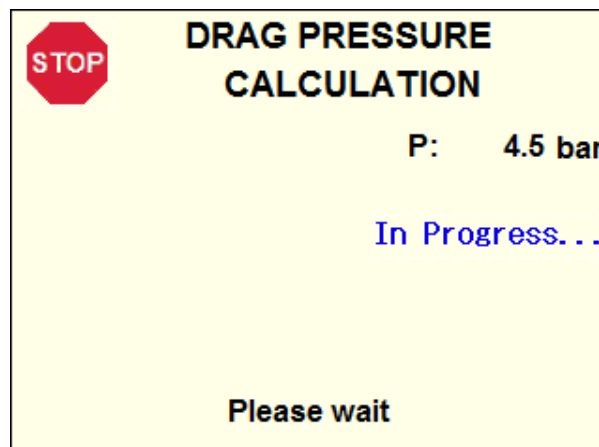 STOP
DRAG PRESSURE
CALCULATION
P: 4.5 bar
In Progress...
Please wait